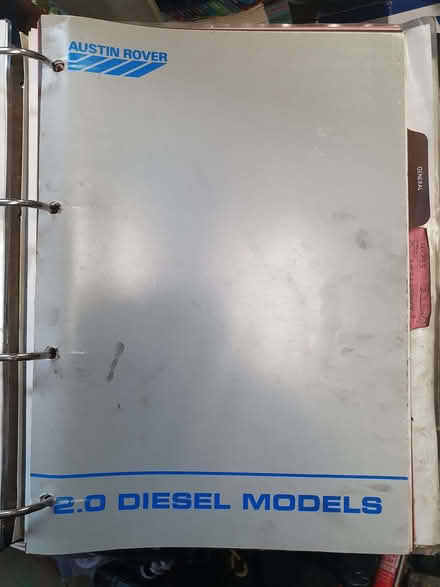 AUSTIN ROVER
GENERAL
2.0 DIESEL MODELS